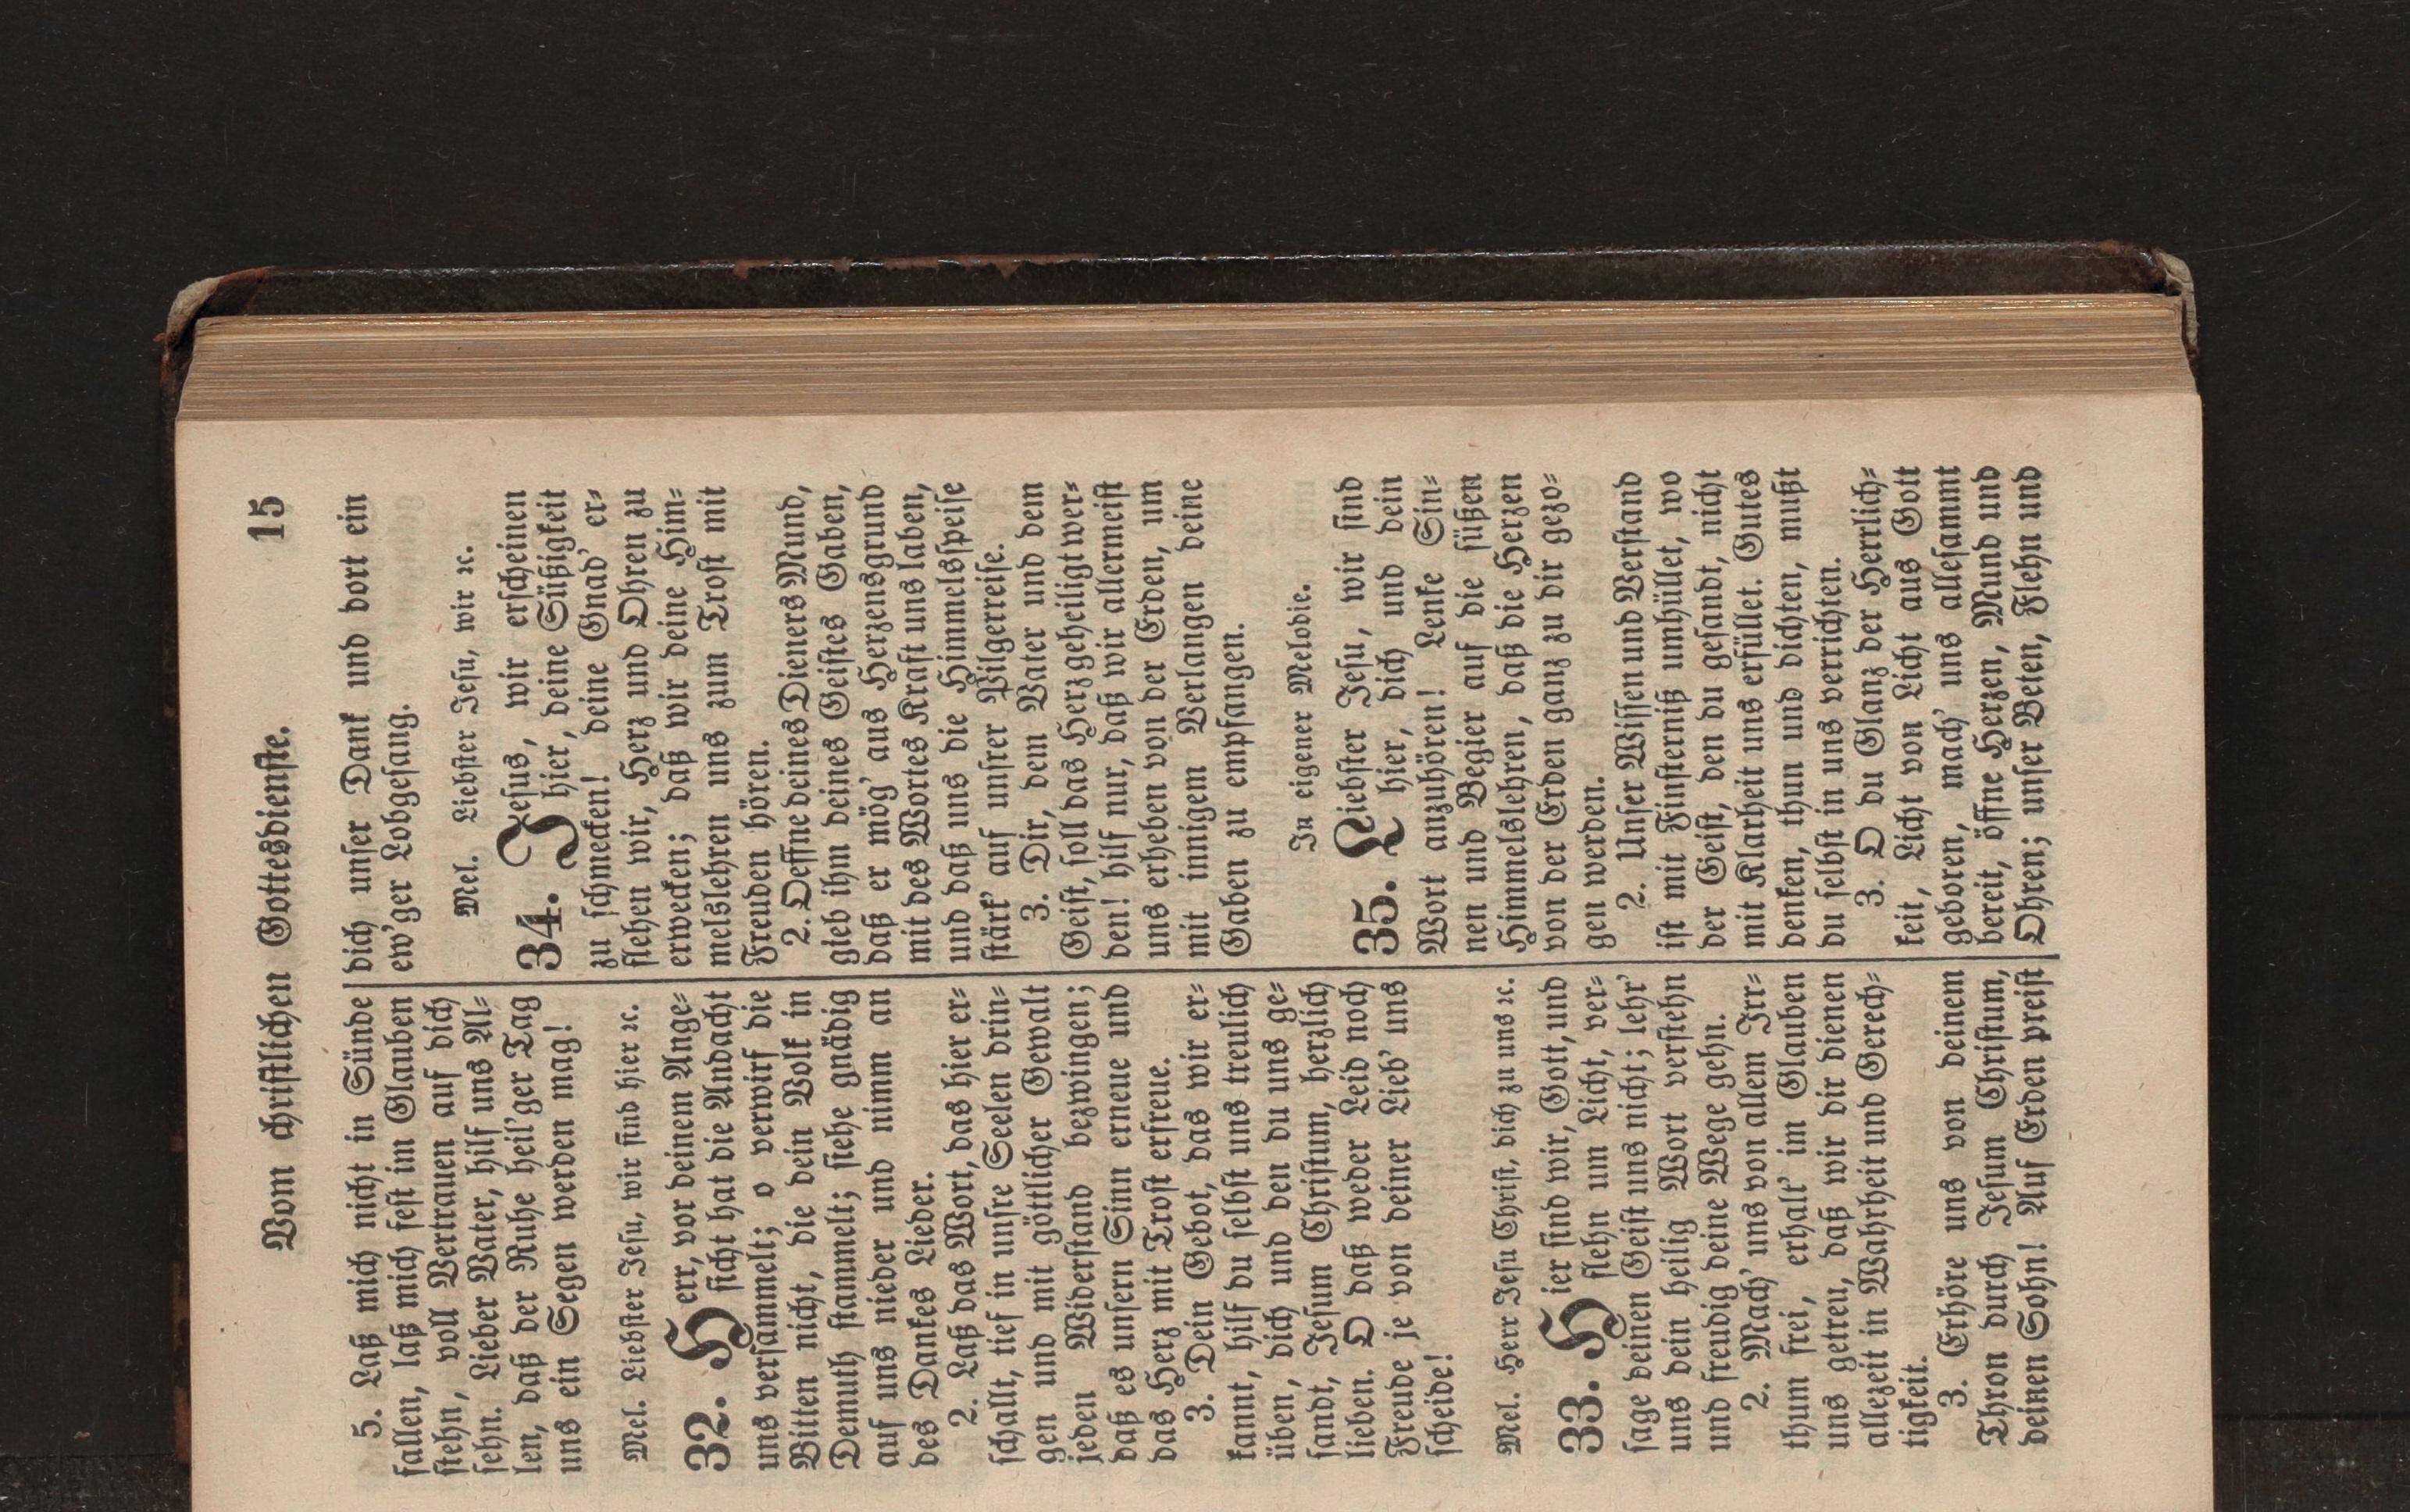 Vom christlichen Gottesdienste. 15
5. Laß mich nicht in Sünde
fallen, laß mich fest im Glauben
stehn, voll Vertrauen auf dich
sehn. Lieber Vater, hilf uns Al⸗
len, daß der Ruhe heil'ger Tag
uns ein Segen werden mag!
Mel. Liebster Jesu, wir sind hier ꝛc.
32. Herr, vor deinem Ange⸗
sicht hat die Andacht
uns versammelt; o verwirf die
Bitten nicht, die dein Volk in
Demuth stammelt; siehe gnädig
auf uns nieder und nimm an
des Dankes Lieder.
2. Laß das Wort, das hier er⸗
schallt, tief in unsre Seelen drin⸗
gen und mit göttlicher Gewalt
jeden Widerstand bezwingen;
daß es unsern Sinn erneue und
das Herz mit Trost erfreue.
3. Dein Gebot, das wir er⸗
kannt, hilf du selbst uns treulich
üben, dich und den du uns ge⸗
sandt, Jesum Christum, herzlich
lieben. O daß weder Leid noch
Freude je von deiner Lieb' uns
scheide!
Mel. Herr Jesu Christ, dich zu uns ꝛc.
33. Hier sind wir, Gott, und
flehn um Licht, ver⸗
sage deinen Geist uns nicht; lehr'
uns dein heilig Wort verstehn
und freudig deine Wege gehn.
2. Mach' uns von allem Irr⸗
thum frei, erhalt' im Glauben
uns getreu, daß wir dir dienen
allezeit in Wahrheit und Gerech⸗
tigkeit.
3. Erhöre uns von deinem
Thron durch Jesum Christum,
deinen Sohn! Auf Erden preist
dich unser Dank und dort ein
ew'ger Lobgesang.
Mel. Liebster Jesu, wir ꝛc.
34. Jesus, wir erscheinen
hier, deine Süßigkeit
zu schmecken! deine Gnad' er⸗
flehen wir, Herz und Ohren zu
erwecken; daß wir deine Him⸗
melslehren uns zum Trost mit
Freuden hören.
2. Oeffne deines Dieners Mund,
gieb ihm deines Geistes Gaben,
daß er mög' aus Herzensgrund
mit des Wortes Kraft uns laben,
und daß uns die Himmelsspeise
stärk' auf unsrer Pilgerreise.
3. Dir, dem Vater und dem
Geist, soll das Herz geheiligt wer⸗
den! hilf nur, daß wir allermeist
uns erheben von der Erden, um
mit innigem Verlangen deine
Gaben zu empfangen.
In eigener Melodie.
35. Liebster Jesu, wir sind
hier, dich und dein
Wort anzuhören! Lenke Sin⸗
nen und Begier auf die süßen
Himmelslehren, daß die Herzen
von der Erden ganz zu dir gezo⸗
gen werden.
2. Unser Wissen und Verstand
ist mit Finsterniß umhüllet, wo
der Geist, den du gesandt, nicht
mit Klarheit uns erfüllet. Gutes
denken, thun und dichten, mußt
du selbst in uns verrichten.
3. O du Glanz der Herrlich⸗
keit, Licht von Licht aus Gott
geboren, mach' uns allesammt
bereit, öffne Herzen, Mund und
Ohren; unser Beten, Flehn und